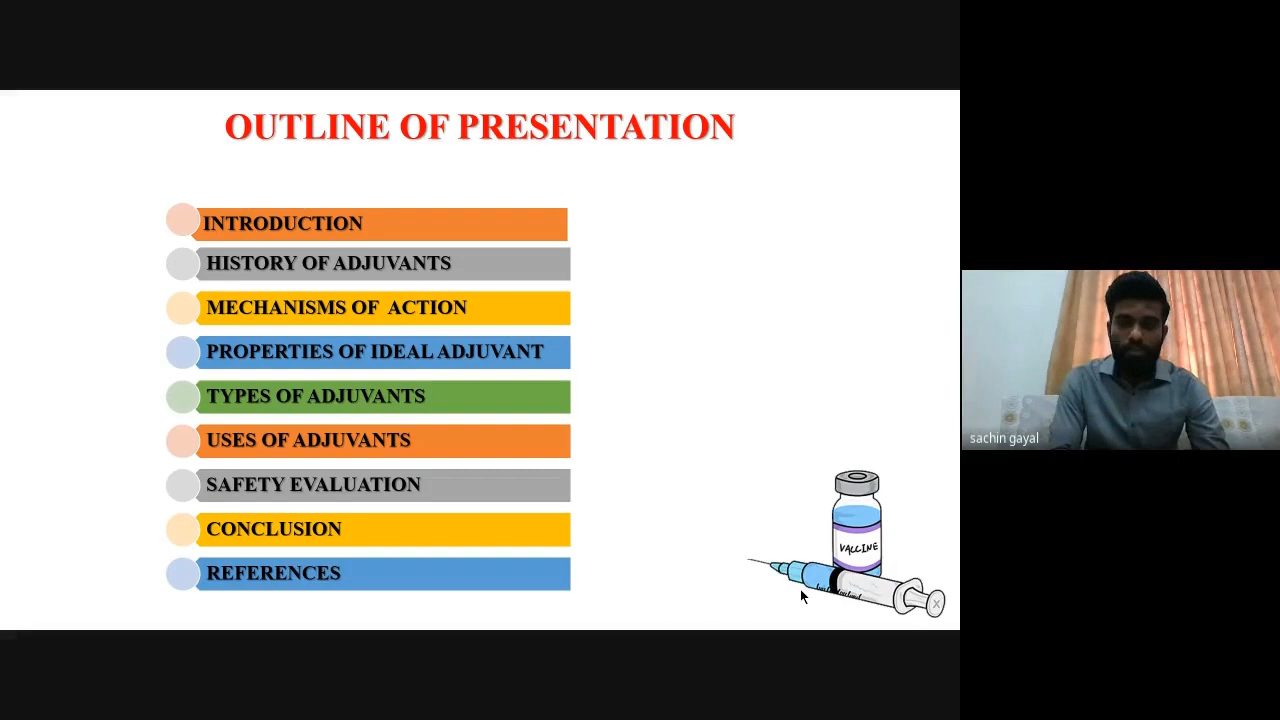 OUTLINE OF PRESENTATION
INTRODUCTION
HISTORY OF ADJUVANTS
MECHANISMS OF  ACTION
PROPERTIES OF IDEAL ADJUVANT
TYPES OF ADJUVANTS
USES OF ADJUVANTS
SAFETY EVALUATION
CONCLUSION
REFERENCES
VACCINE
sachin gayal